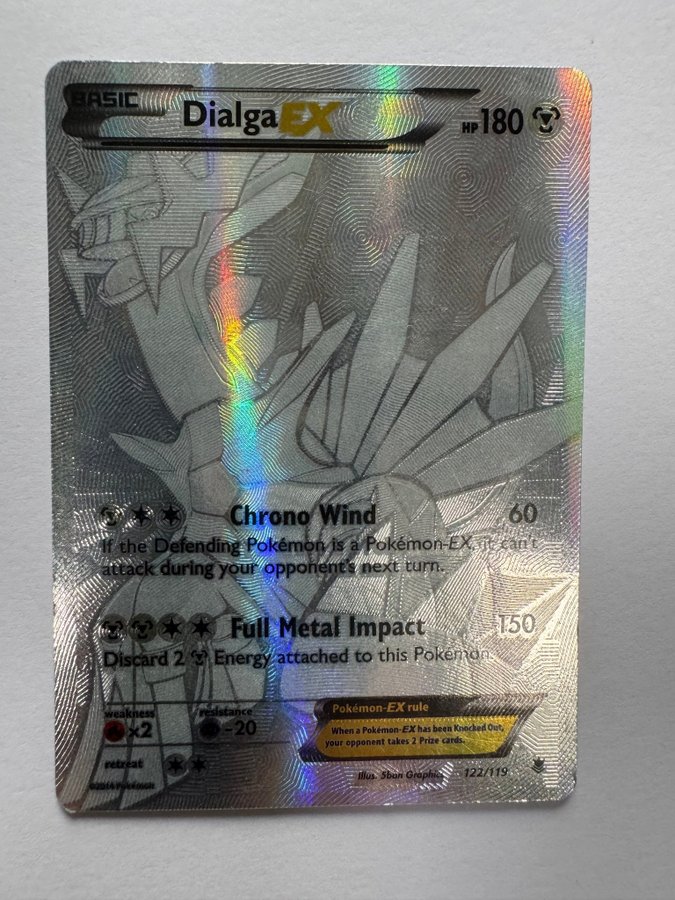 BASIC
DialgaEX
HP180
Chrono Wind 60
If the Defending Pokémon is a Pokémon-EX, it can't
attack during your opponent's next turn.
Full Metal Impact 150
Discard 2 Energy attached to this Pokémon.
weakness resistance
×2 -20
retreat
Pokémon-EX rule
When a Pokémon-EX has been Knocked Out,
your opponent takes 2 Prize cards.
Illus. 5ban Graphics 122/119
©2014 Pokémon